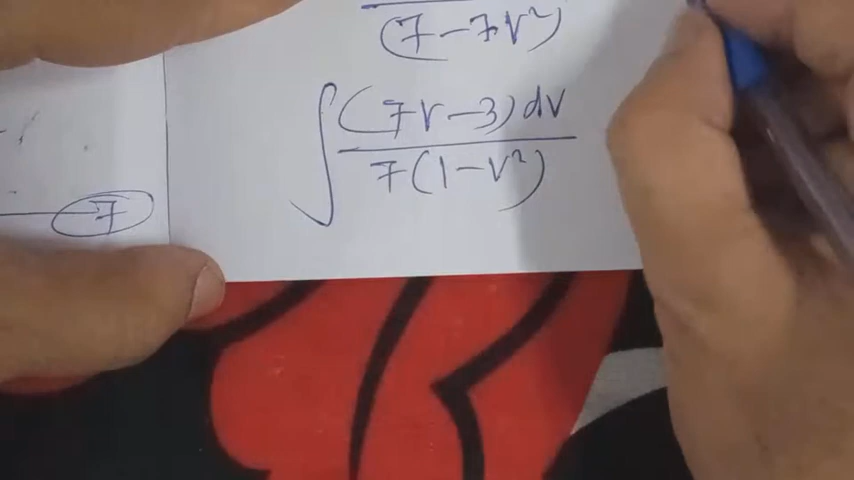 (7-7v²)
∫ (7v-3)dv
7(1-v²)
7